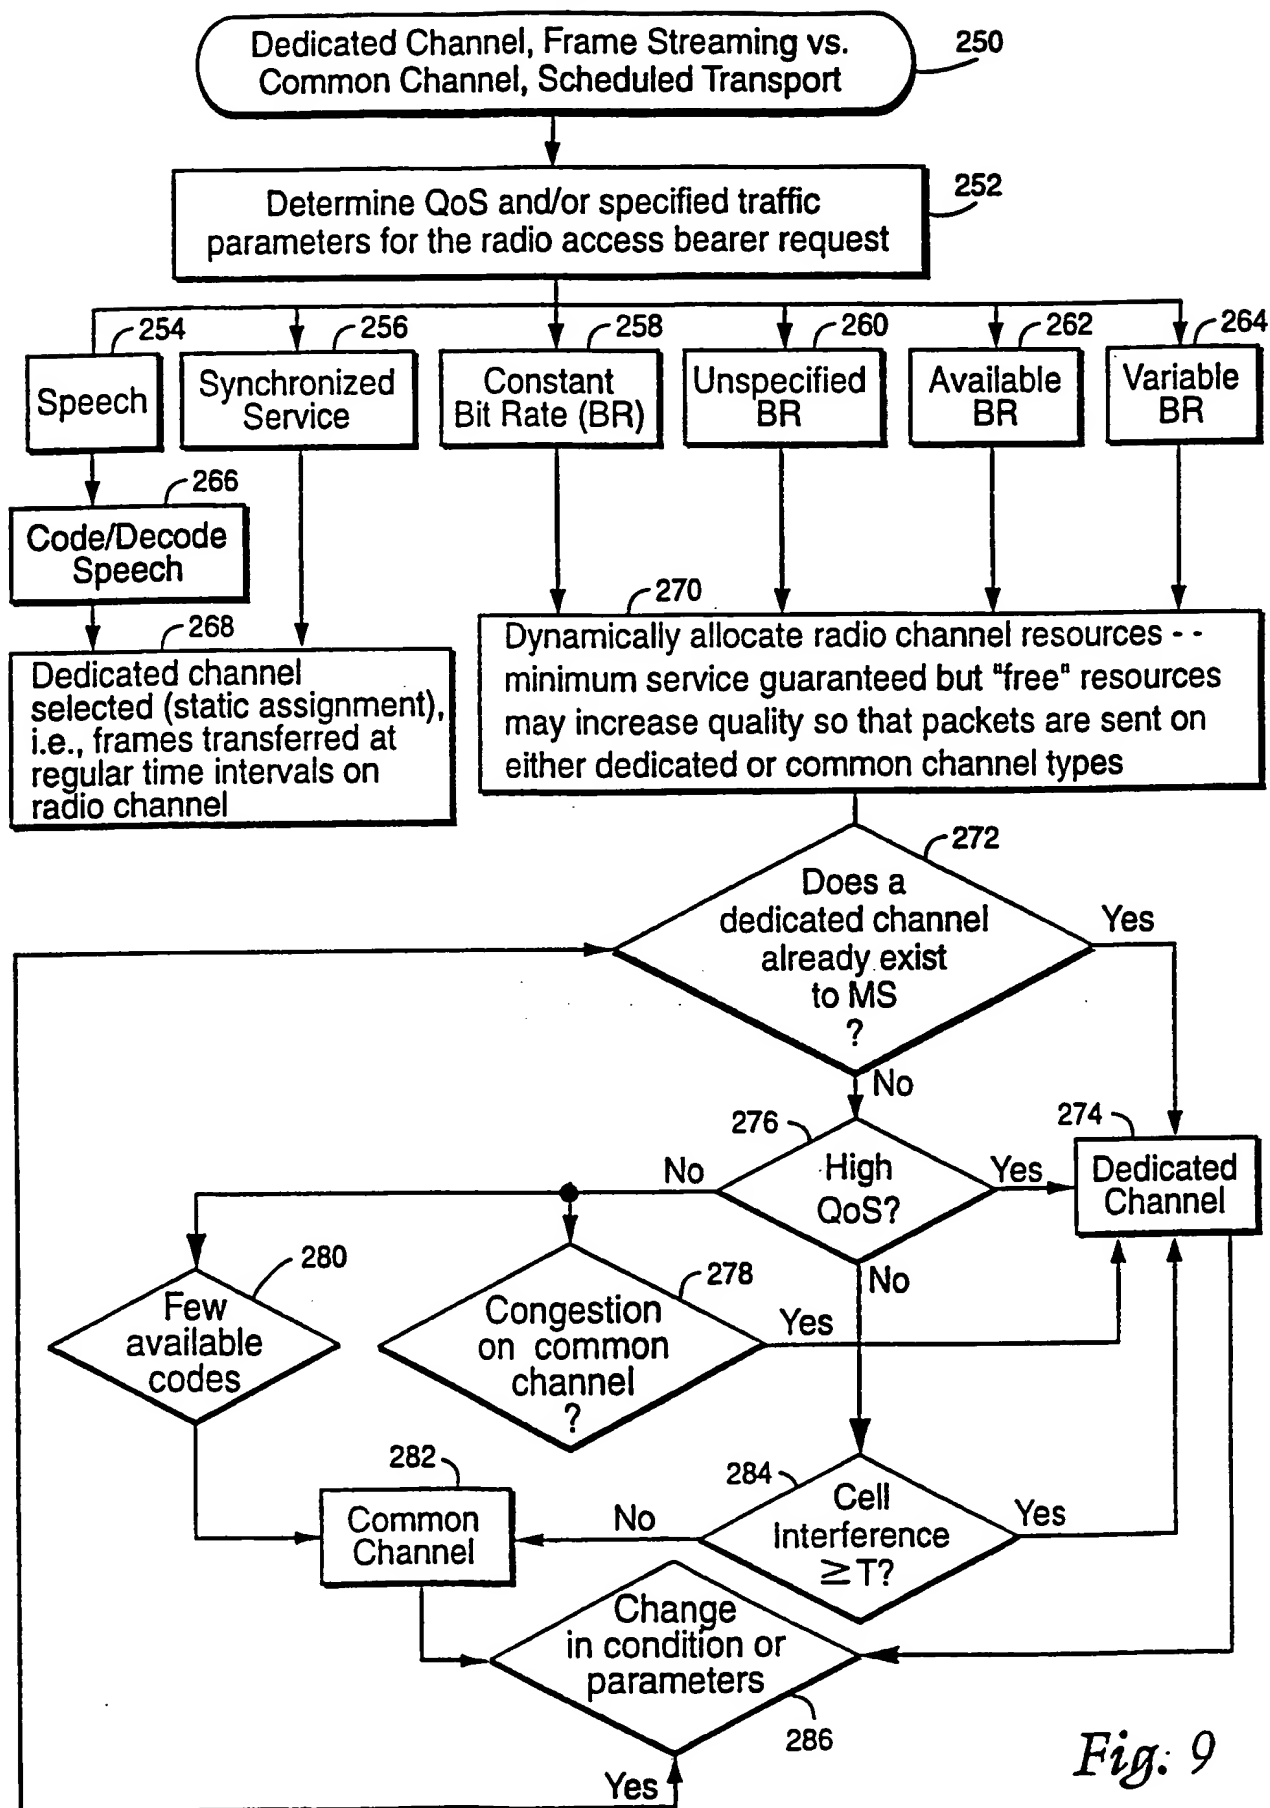 Dedicated Channel, Frame Streaming vs.
Common Channel, Scheduled Transport
250
Determine QoS and/or specified traffic
parameters for the radio access bearer request
252
254
256
258
260
262
264
Speech
Synchronized
Service
Constant
Bit Rate (BR)
Unspecified
BR
Available
BR
Variable
BR
266
Code/Decode
Speech
268
Dedicated channel
selected (static assignment),
i.e., frames transferred at
regular time intervals on
radio channel
270
Dynamically allocate radio channel resources - -
minimum service guaranteed but "free" resources
may increase quality so that packets are sent on
either dedicated or common channel types
272
Does a
dedicated channel
already exist
to MS
?
Yes
No
276
High
QoS?
No
Yes
No
274
Dedicated
Channel
280
Few
available
codes
278
Congestion
on common
channel
?
Yes
282
Common
Channel
284
Cell
interference
≥T?
No
Yes
Change
in condition or
parameters
286
Yes
Fig. 9